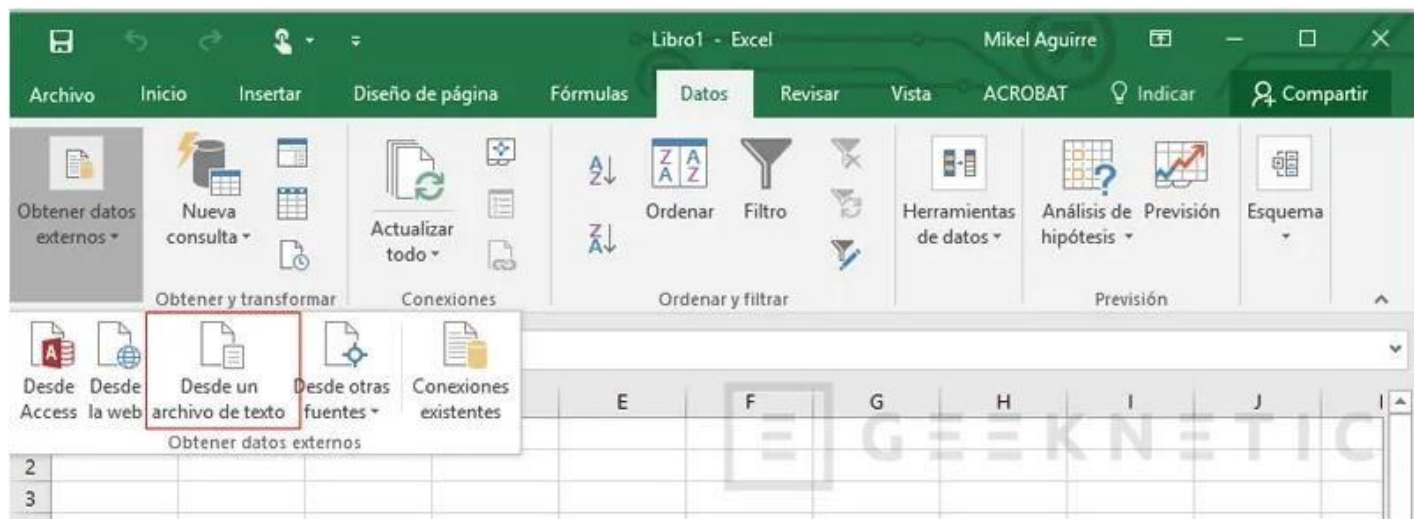 Libro1 - Excel
Mikel Aguirre
Archivo Inicio Insertar Diseño de página Fórmulas Datos Revisar Vista ACROBAT Indicar Compartir
Obtener datos
externos
Nueva
consulta
Actualizar
todo
Ordenar
Filtro
Herramientas
de datos
Análisis de
hipótesis
Previsión
Esquema
Obtener y transformar
Conexiones
Ordenar y filtrar
Previsión
Desde
Access
Desde
la web
Desde un
archivo de texto
Desde otras
fuentes
Conexiones
existentes
Obtener datos externos
E F G H I J
GEEKNETIC
2
3